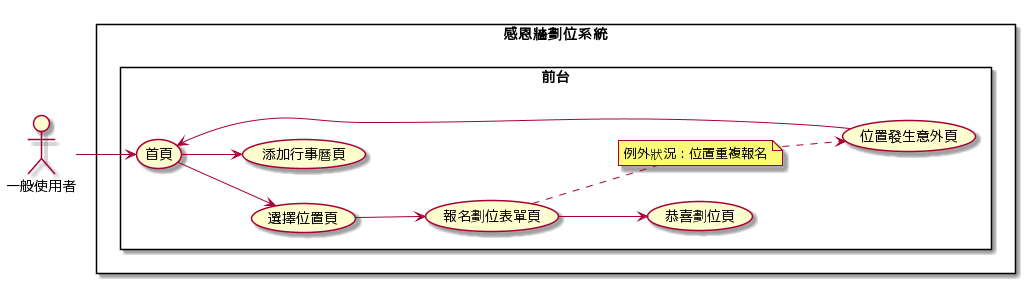 感恩牆劃位系統
前台
一般使用者
首頁
添加行事曆頁
例外狀況：位置重複報名
位置發生意外頁
選擇位置頁
報名劃位表單頁
恭喜劃位頁